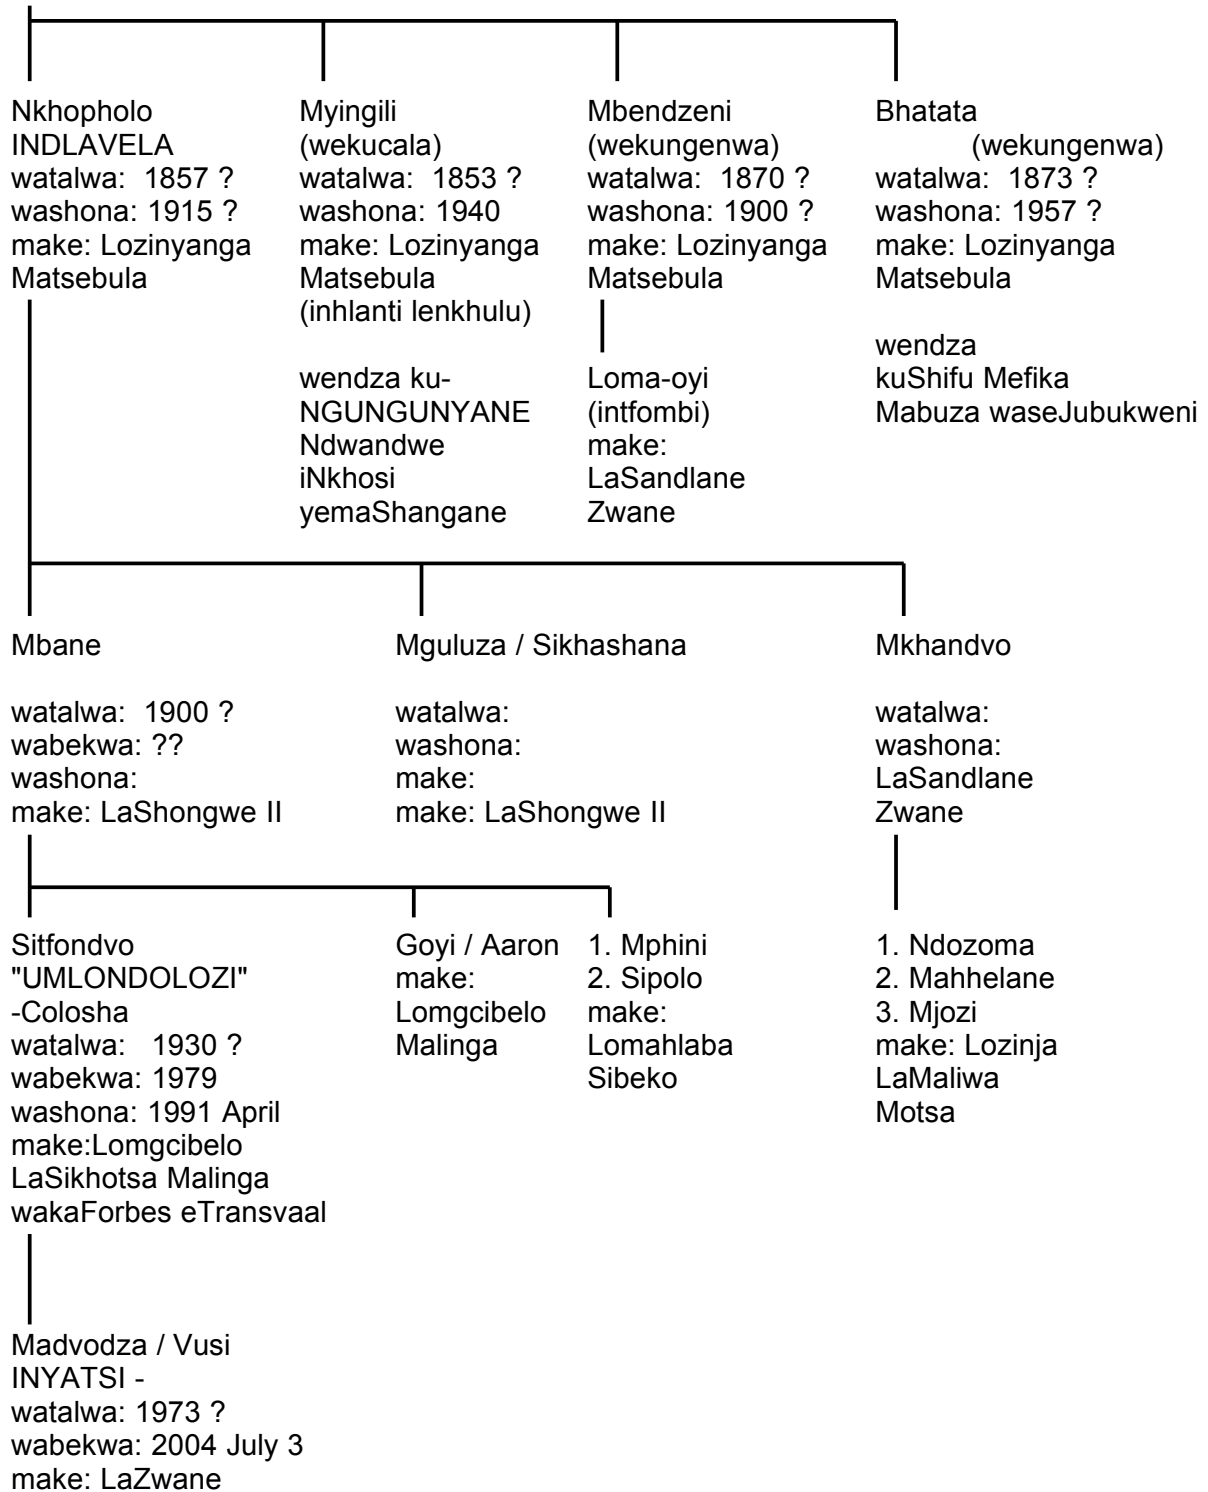 Nkhopholo
INDLAVELA
watalwa: 1857 ?
washona: 1915 ?
make: Lozinyanga
Matsebula
Myingili
(wekucala)
watalwa: 1853 ?
washona: 1940
make: Lozinyanga
Matsebula
(inhlanti lenkhulu)
wendza ku-
NGUNGUNYANE
Ndwandwe
iNkhosi
yemaShangane
Mbendzeni
(wekungenwa)
watalwa: 1870 ?
washona: 1900 ?
make: Lozinyanga
Matsebula
Loma-oyi
(intfombi)
make:
LaSandlane
Zwane
Bhatata
(wekungenwa)
watalwa: 1873 ?
washona: 1957 ?
make: Lozinyanga
Matsebula
wendza
kuShifu Mefika
Mabuza waseJubukweni
Mbane
watalwa: 1900 ?
wabekwa: ??
washona:
make: LaShongwe II
Mguluza / Sikhashana
watalwa:
washona:
make:
make: LaShongwe II
Mkhandvo
watalwa:
washona:
LaSandlane
Zwane
Sitfondvo
"UMLONDOLOZI"
-Colosha
watalwa: 1930 ?
wabekwa: 1979
washona: 1991 April
make:Lomgcibelo
LaSikhotsa Malinga
wakaForbes eTransvaal
Goyi / Aaron
make:
Lomgcibelo
Malinga
1. Mphini
2. Sipolo
make:
Lomahlaba
Sibeko
1. Ndozoma
2. Mahhelane
3. Mjozi
make: Lozinja
LaMaliwa
Motsa
Madvodza / Vusi
INYATSI -
watalwa: 1973 ?
wabekwa: 2004 July 3
make: LaZwane